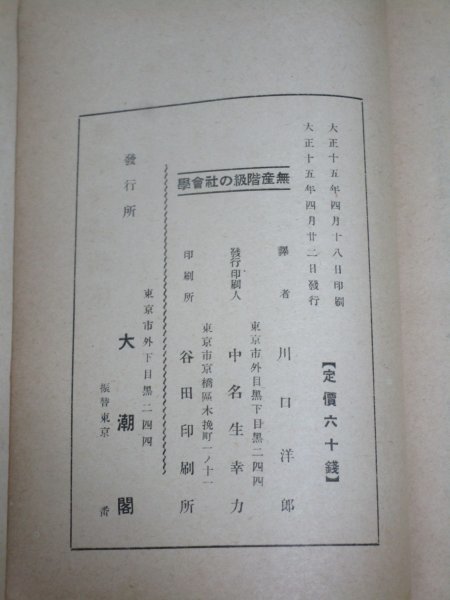 大正十五年四月十八日印刷
大正十五年四月廿二日發行
【定價六十錢】
無産階級の社會學
譯者 川口洋郎
東京市外目黑下目黑二四四
發行印刷人 中名生幸力
東京市京橋區木挽町一ノ十二
印刷所 谷田印刷所
發行所
東京市外下目黑二四四
大潮閣
振替東京 番